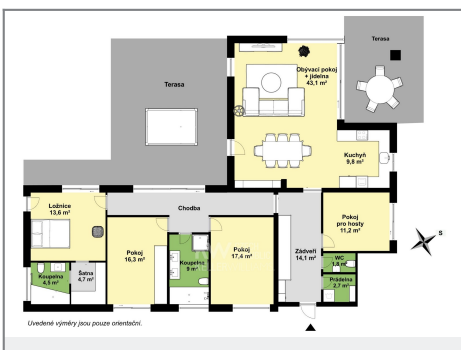 Terasa
Obývací pokoj
+ jídelna
43,1 m²
Terasa
Kuchyň
9,8 m²
Ložnice
13,6 m²
Chodba
Pokoj
pro hosty
11,2 m²
S
Pokoj
16,3 m²
Koupelna
9 m²
Pokoj
17,4 m²
Zádveří
14,1 m²
Koupelna
4,5 m²
Šatna
4,7 m²
WC
1,8 m²
Prádelna
2,7 m²
Uvedené výměry jsou pouze orientační.